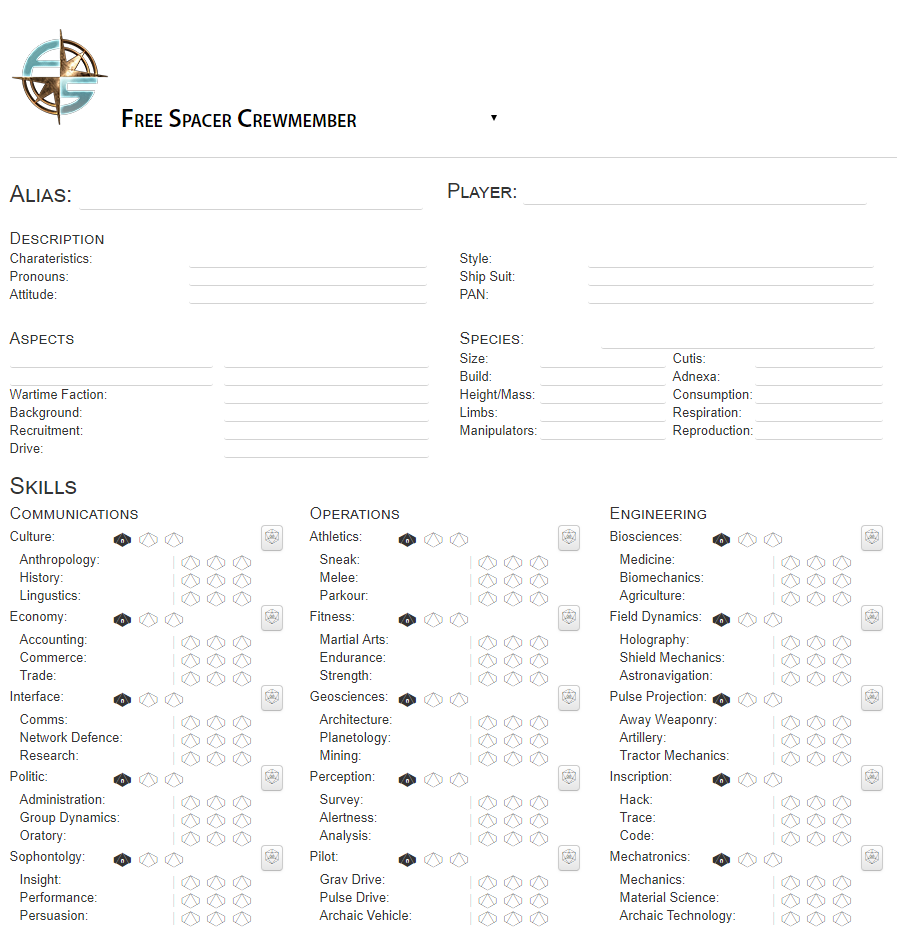 FS
Free Spacer Crewmember
Alias: Player:
Description
Charateristics: Style:
Pronouns: Ship Suit:
Attitude: PAN:
Aspects Species:
Size: Cutis:
Build: Adnexa:
Wartime Faction: Height/Mass: Consumption:
Background: Limbs: Respiration:
Recruitment: Manipulators: Reproduction:
Drive:
Skills
Communications Operations Engineering
Culture: Athletics: Biosciences:
Anthropology: Sneak: Medicine:
History: Melee: Biomechanics:
Lingustics: Parkour: Agriculture:
Economy: Fitness: Field Dynamics:
Accounting: Martial Arts: Holography:
Commerce: Endurance: Shield Mechanics:
Trade: Strength: Astronavigation:
Interface: Geosciences: Pulse Projection:
Comms: Architecture: Away Weaponry:
Network Defence: Planetology: Artillery:
Research: Mining: Tractor Mechanics:
Politic: Perception: Inscription:
Administration: Survey: Hack:
Group Dynamics: Alertness: Trace:
Oratory: Analysis: Code:
Sophontolgy: Pilot: Mechatronics:
Insight: Grav Drive: Mechanics:
Performance: Pulse Drive: Material Science:
Persuasion: Archaic Vehicle: Archaic Technology: